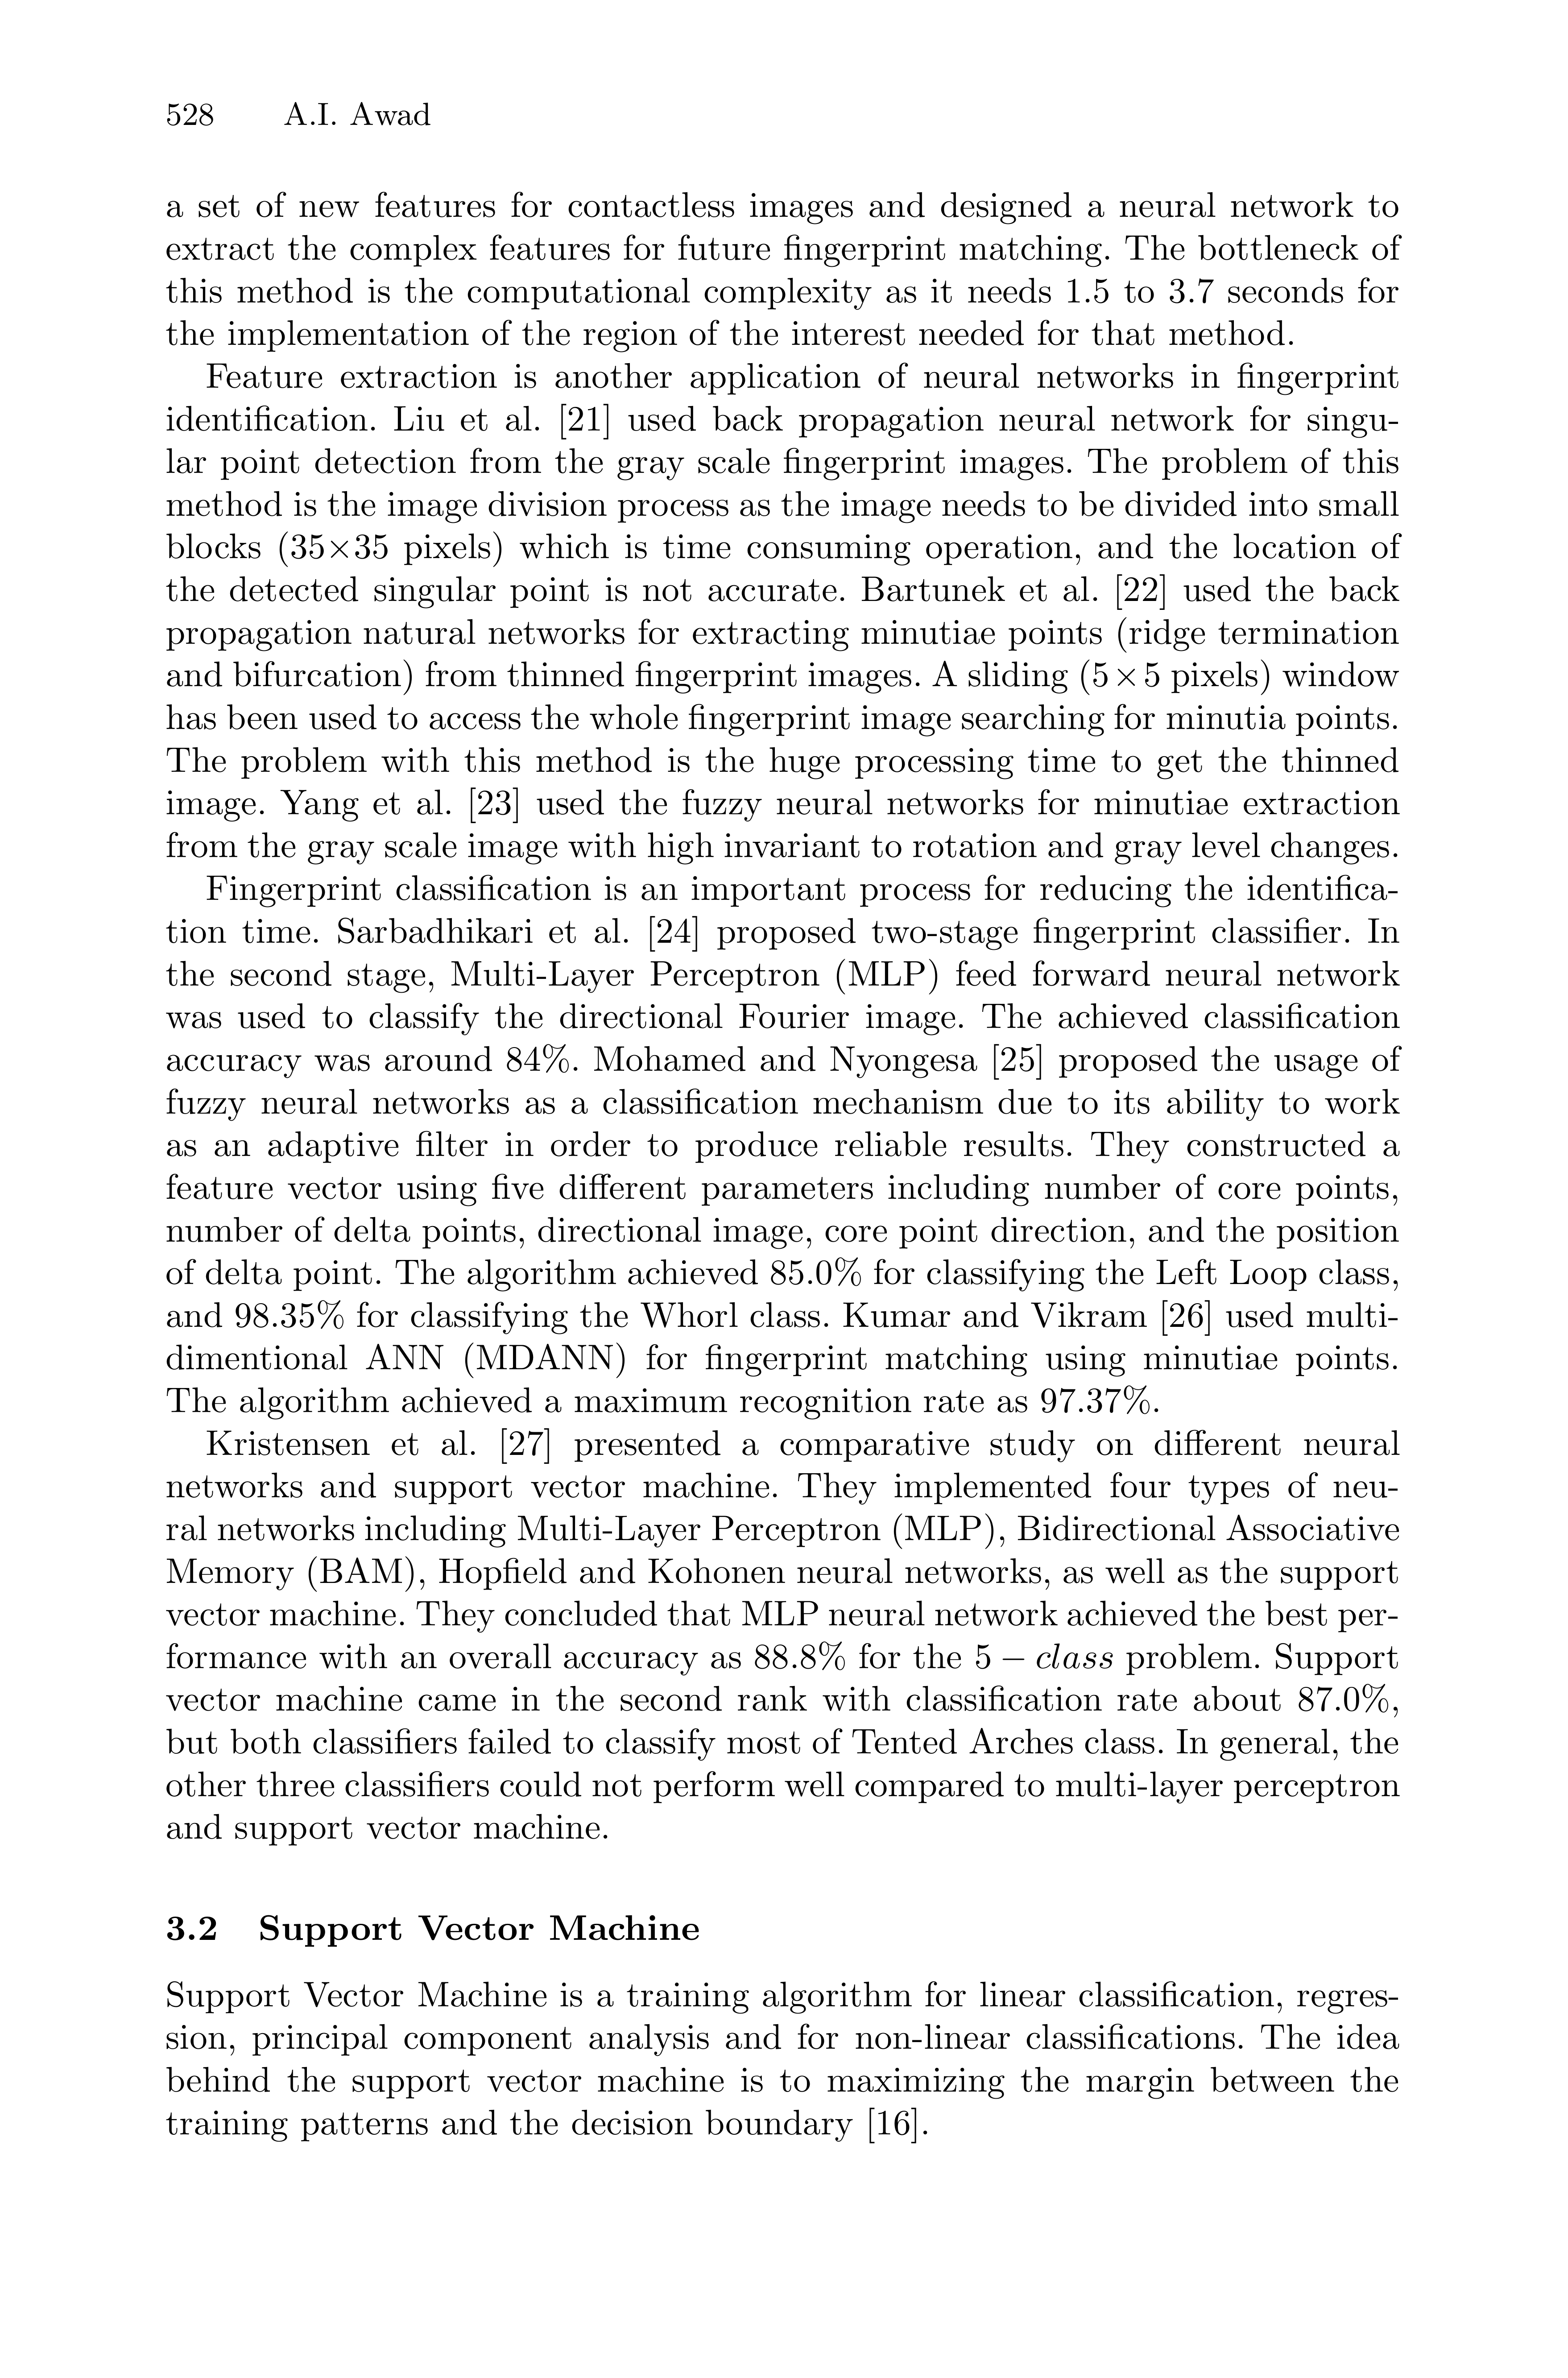 528 A.I. Awad
a set of new features for contactless images and designed a neural network to
extract the complex features for future fingerprint matching. The bottleneck of
this method is the computational complexity as it needs 1.5 to 3.7 seconds for
the implementation of the region of the interest needed for that method.
Feature extraction is another application of neural networks in fingerprint
identification. Liu et al. [21] used back propagation neural network for singu-
lar point detection from the gray scale fingerprint images. The problem of this
method is the image division process as the image needs to be divided into small
blocks (35×35 pixels) which is time consuming operation, and the location of
the detected singular point is not accurate. Bartunek et al. [22] used the back
propagation natural networks for extracting minutiae points (ridge termination
and bifurcation) from thinned fingerprint images. A sliding (5×5 pixels) window
has been used to access the whole fingerprint image searching for minutia points.
The problem with this method is the huge processing time to get the thinned
image. Yang et al. [23] used the fuzzy neural networks for minutiae extraction
from the gray scale image with high invariant to rotation and gray level changes.
Fingerprint classification is an important process for reducing the identifica-
tion time. Sarbadhikari et al. [24] proposed two-stage fingerprint classifier. In
the second stage, Multi-Layer Perceptron (MLP) feed forward neural network
was used to classify the directional Fourier image. The achieved classification
accuracy was around 84%. Mohamed and Nyongesa [25] proposed the usage of
fuzzy neural networks as a classification mechanism due to its ability to work
as an adaptive filter in order to produce reliable results. They constructed a
feature vector using five different parameters including number of core points,
number of delta points, directional image, core point direction, and the position
of delta point. The algorithm achieved 85.0% for classifying the Left Loop class,
and 98.35% for classifying the Whorl class. Kumar and Vikram [26] used multi-
dimentional ANN (MDANN) for fingerprint matching using minutiae points.
The algorithm achieved a maximum recognition rate as 97.37%.
Kristensen et al. [27] presented a comparative study on different neural
networks and support vector machine. They implemented four types of neu-
ral networks including Multi-Layer Perceptron (MLP), Bidirectional Associative
Memory (BAM), Hopfield and Kohonen neural networks, as well as the support
vector machine. They concluded that MLP neural network achieved the best per-
formance with an overall accuracy as 88.8% for the 5 − class problem. Support
vector machine came in the second rank with classification rate about 87.0%,
but both classifiers failed to classify most of Tented Arches class. In general, the
other three classifiers could not perform well compared to multi-layer perceptron
and support vector machine.
3.2 Support Vector Machine
Support Vector Machine is a training algorithm for linear classification, regres-
sion, principal component analysis and for non-linear classifications. The idea
behind the support vector machine is to maximizing the margin between the
training patterns and the decision boundary [16].